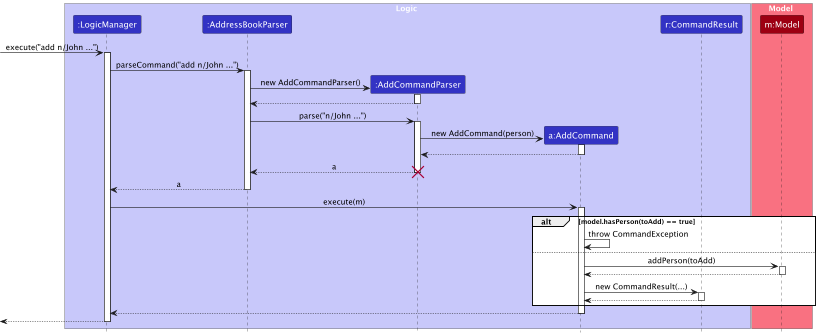 Logic
Model
:LogicManager
:AddressBookParser
r:CommandResult
m:Model
execute("add n/John ...")
parseCommand("add n/John ...")
new AddCommandParser()
:AddCommandParser
parse("n/John ...")
new AddCommand(person)
a:AddCommand
a
a
execute(m)
alt
[model.hasPerson(toAdd) == true]
throw CommandException
addPerson(toAdd)
new CommandResult(...)